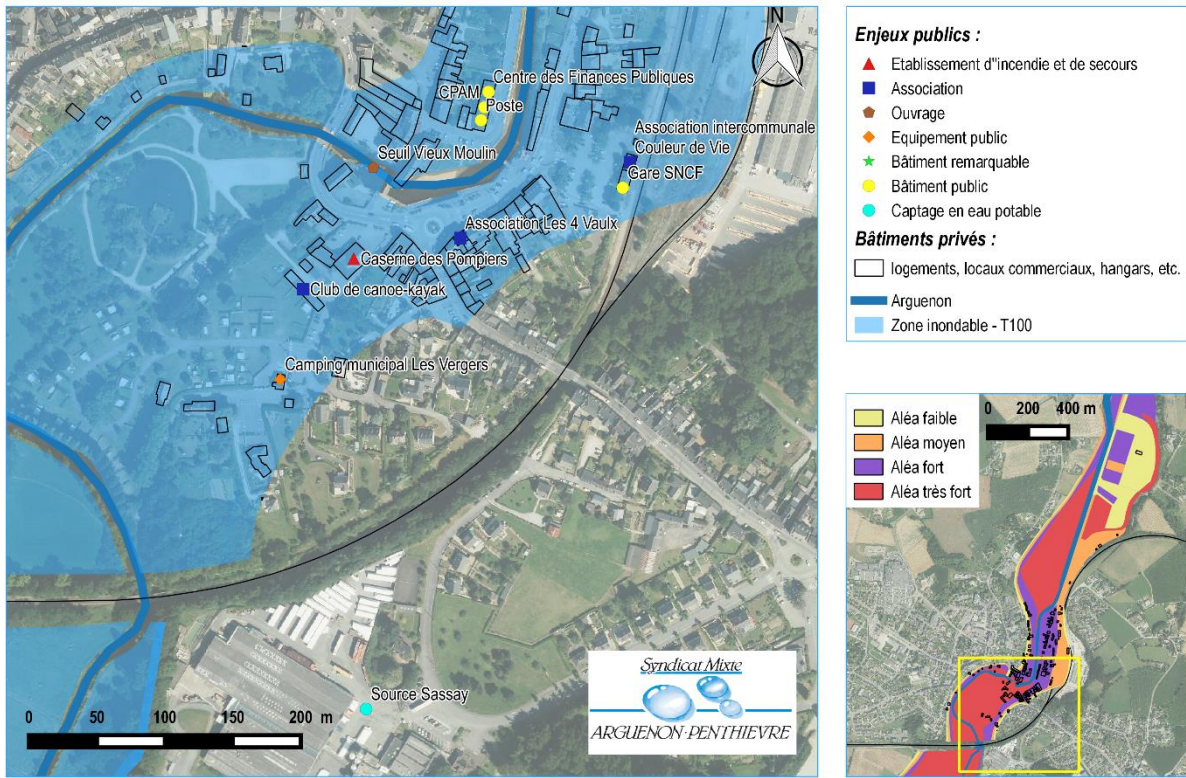 N
Centre des Finances Publiques
CPAM
Poste
Association intercommunale
Couleur de Vie
Seuil Vieux Moulin
Gare SNCF
Association Les 4 Vaulx
Caserne des Pompiers
Club de canoe-kayak
Camping municipal Les Vergers
Source Sassay
0 50 100 150 200 m
Syndicat Mixte
ARGUENON-PENTHIEVRE
Enjeux publics :
Etablissement d"incendie et de secours
Association
Ouvrage
Equipement public
Bâtiment remarquable
Bâtiment public
Captage en eau potable
Bâtiments privés :
logements, locaux commerciaux, hangars, etc.
Arguenon
Zone inondable - T100
Aléa faible
Aléa moyen
Aléa fort
Aléa très fort
0 200 400 m